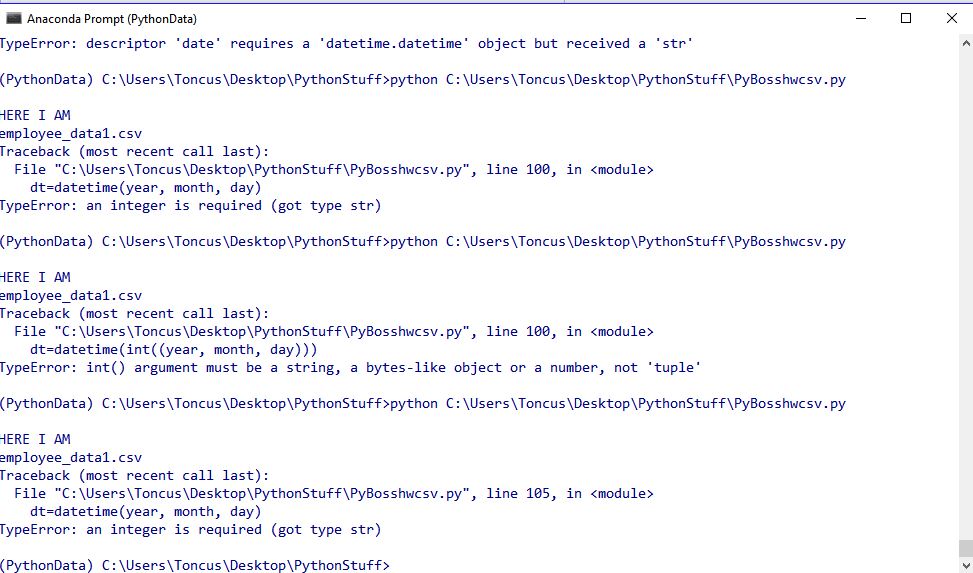 Anaconda Prompt (PythonData)
TypeError: descriptor 'date' requires a 'datetime.datetime' object but received a 'str'
(PythonData) C:\Users\Toncus\Desktop\PythonStuff>python C:\Users\Toncus\Desktop\PythonStuff\PyBosshwcsv.py
HERE I AM
employee_data1.csv
Traceback (most recent call last):
  File "C:\Users\Toncus\Desktop\PythonStuff\PyBosshwcsv.py", line 100, in <module>
    dt=datetime(year, month, day)
TypeError: an integer is required (got type str)
(PythonData) C:\Users\Toncus\Desktop\PythonStuff>python C:\Users\Toncus\Desktop\PythonStuff\PyBosshwcsv.py
HERE I AM
employee_data1.csv
Traceback (most recent call last):
  File "C:\Users\Toncus\Desktop\PythonStuff\PyBosshwcsv.py", line 100, in <module>
    dt=datetime(int((year, month, day)))
TypeError: int() argument must be a string, a bytes-like object or a number, not 'tuple'
(PythonData) C:\Users\Toncus\Desktop\PythonStuff>python C:\Users\Toncus\Desktop\PythonStuff\PyBosshwcsv.py
HERE I AM
employee_data1.csv
Traceback (most recent call last):
  File "C:\Users\Toncus\Desktop\PythonStuff\PyBosshwcsv.py", line 105, in <module>
    dt=datetime(year, month, day)
TypeError: an integer is required (got type str)
(PythonData) C:\Users\Toncus\Desktop\PythonStuff>